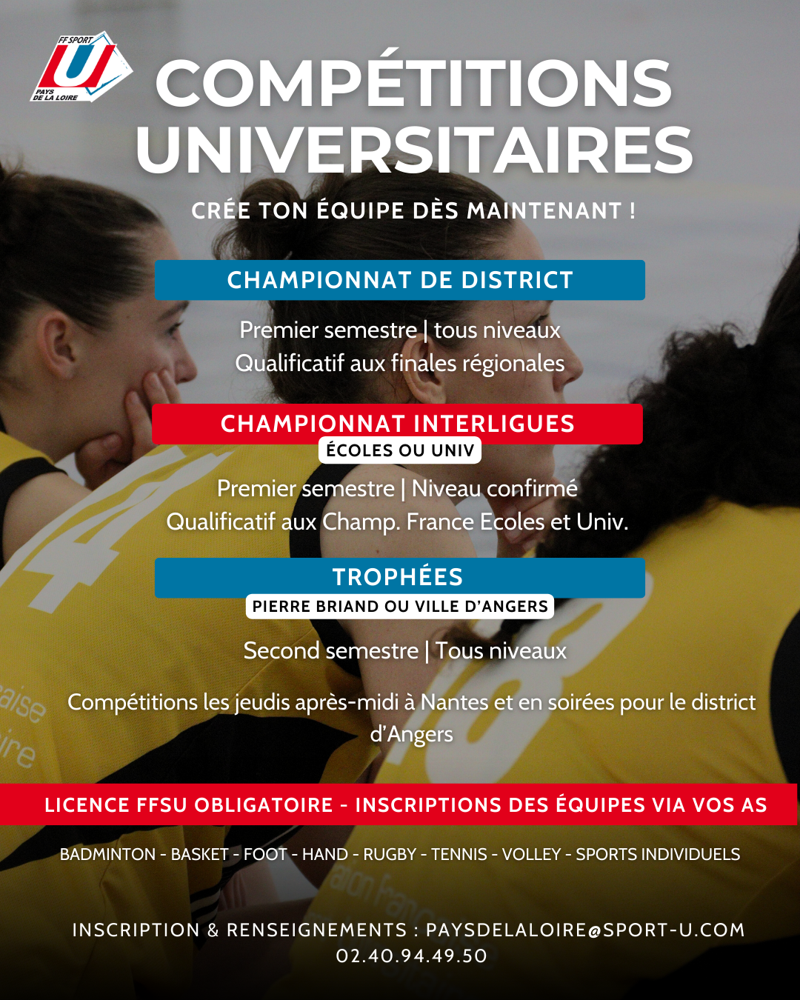 FF SPORT
U
PAYS
DE LA LOIRE
COMPÉTITIONS
UNIVERSITAIRES
CRÉE TON ÉQUIPE DÈS MAINTENANT !
CHAMPIONNAT DE DISTRICT
Premier semestre | tous niveaux
Qualificatif aux finales régionales
CHAMPIONNAT INTERLIGUES
ÉCOLES OU UNIV
Premier semestre | Niveau confirmé
Qualificatif aux Champ. France Ecoles et Univ.
4
TROPHÉES
PIERRE BRIAND OU VILLE D'ANGERS
Second semestre | Tous niveaux
18
Compétitions les jeudis après-midi à Nantes et en soirées pour le district
d'Angers
LICENCE FFSU OBLIGATOIRE - INSCRIPTIONS DES ÉQUIPES VIA VOS AS
BADMINTON - BASKET - FOOT - HAND - RUGBY - TENNIS - VOLLEY - SPORTS INDIVIDUELS
INSCRIPTION & RENSEIGNEMENTS : PAYSDELALOIRE@SPORT-U.COM
02.40.94.49.50